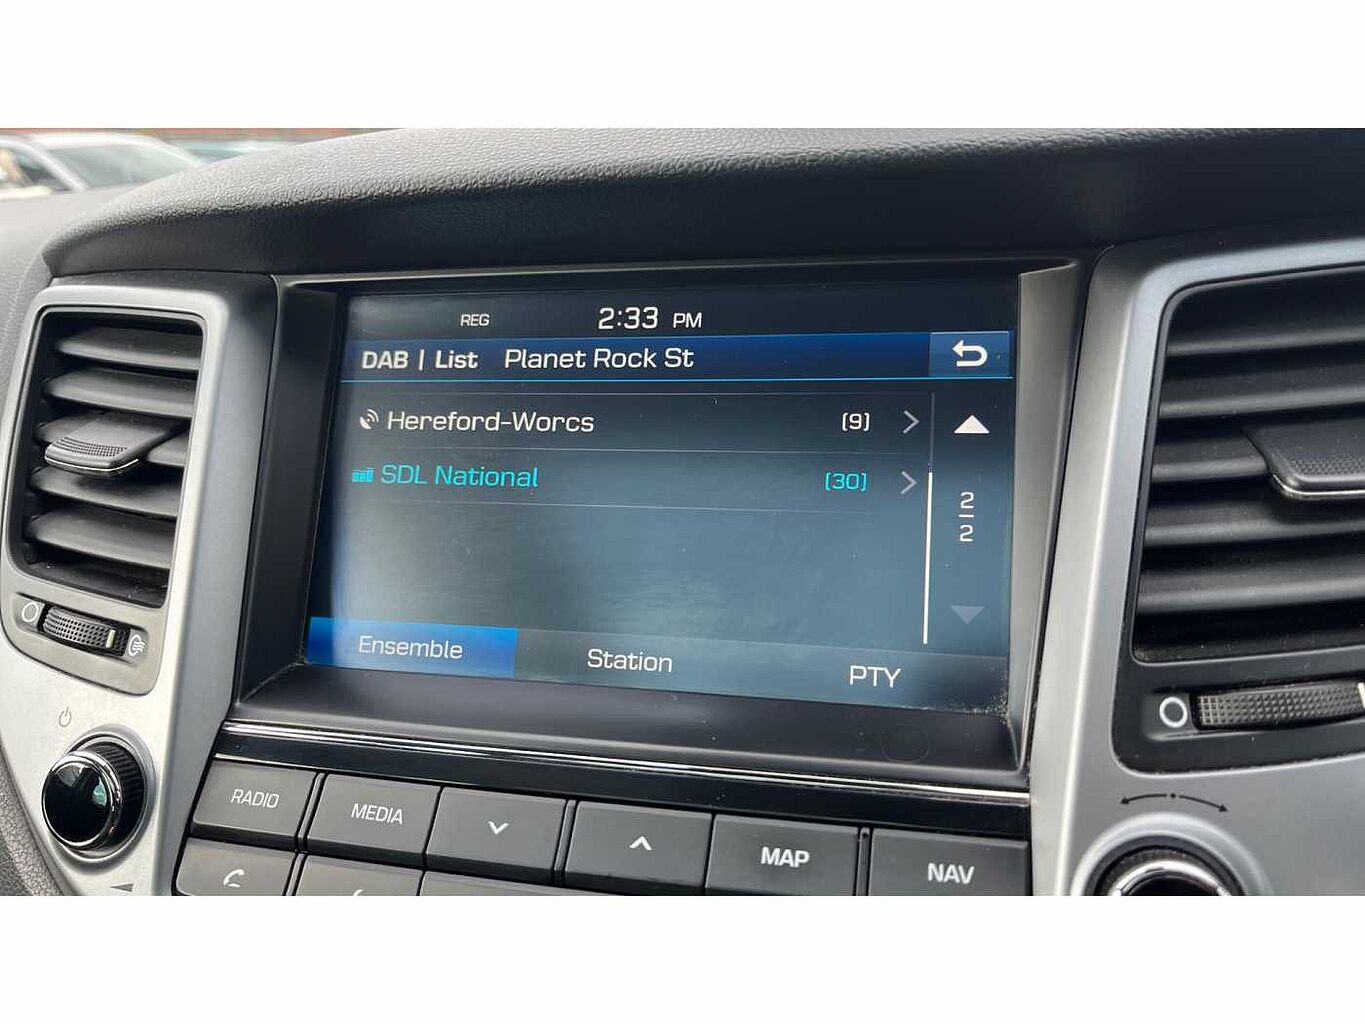 REG 2:33 PM
DAB | List Planet Rock St
Hereford-Worcs (9)
SDL National (30)
2
2
Ensemble Station PTY
RADIO MEDIA MAP NAV